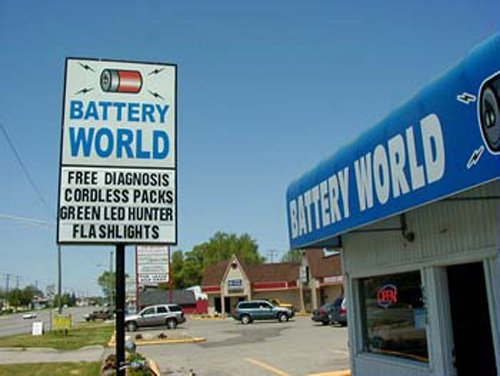 BATTERY
WORLD
FREE DIAGNOSIS
CORDLESS PACKS
GREEN LED HUNTER
FLASHLIGHTS
BATTERY WORLD
OPEN